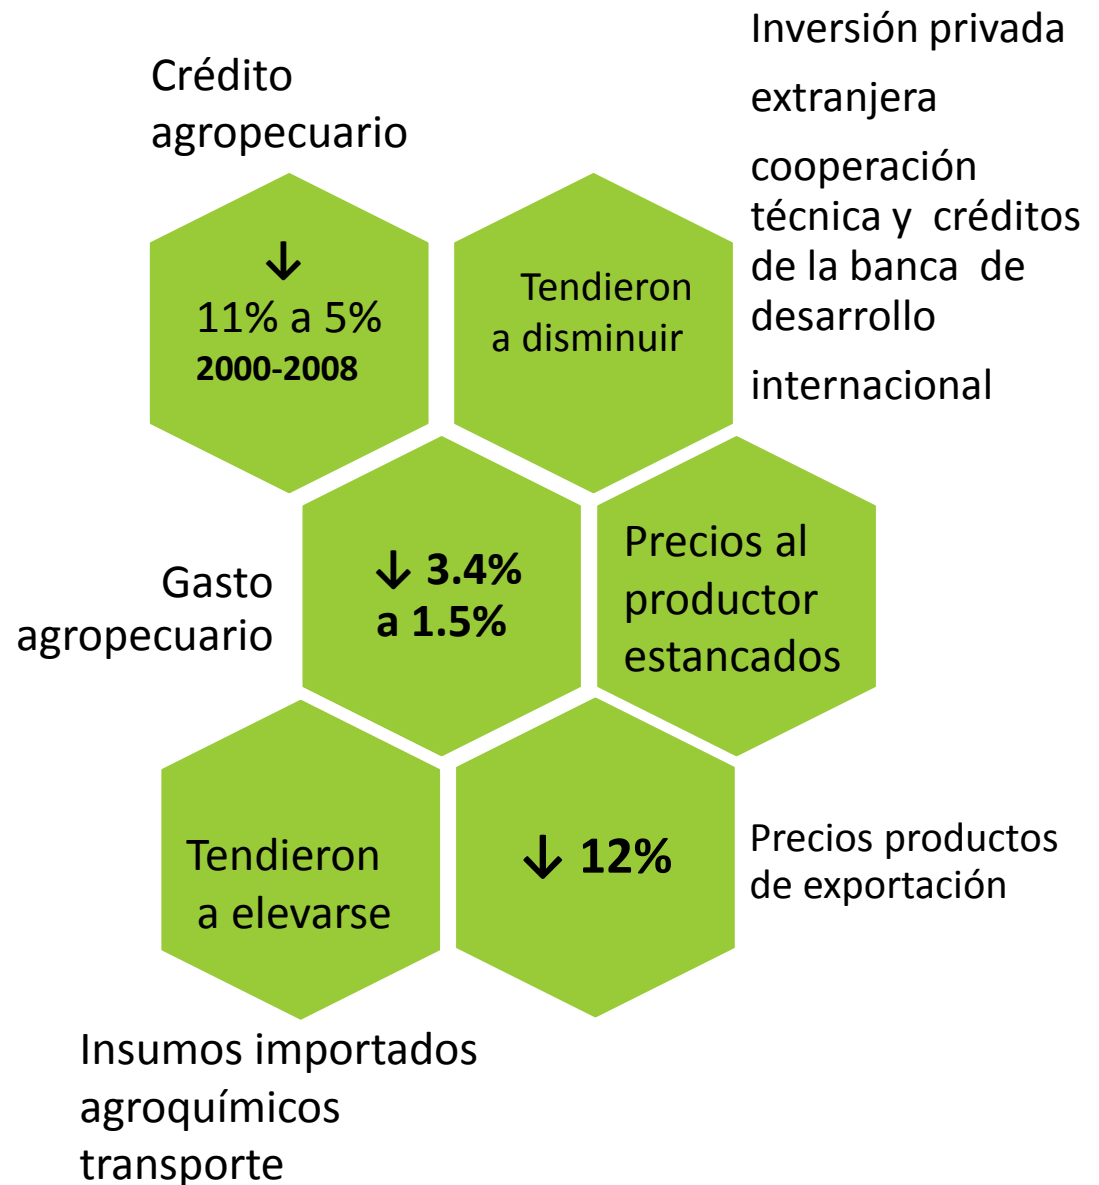 Crédito
agropecuario
↓
11% a 5%
2000-2008
Inversión privada
extranjera
cooperación
técnica y créditos
de la banca de
desarrollo
internacional
Tendieron
a disminuir
Gasto
agropecuario
↓ 3.4%
a 1.5%
Precios al
productor
estancados
Tendieron
a elevarse
Insumos importados
agroquímicos
transporte
↓ 12%
Precios productos
de exportación